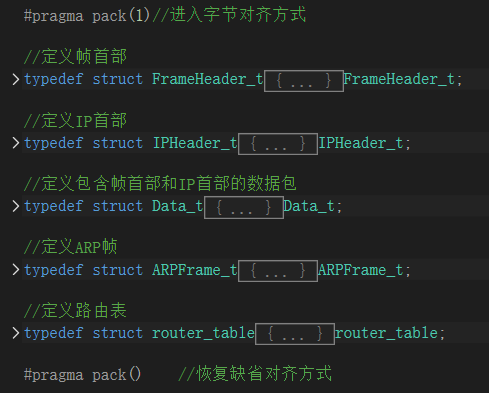 #pragma pack(1)//进入字节对齐方式
//定义帧首部
typedef struct FrameHeader_t{ ... }FrameHeader_t;
//定义IP首部
typedef struct IPHeader_t{ ... }IPHeader_t;
//定义包含帧首部和IP首部的数据包
typedef struct Data_t{ ... }Data_t;
//定义ARP帧
typedef struct ARPFrame_t{ ... }ARPFrame_t;
//定义路由表
typedef struct router_table{ ... }router_table;
#pragma pack()    //恢复缺省对齐方式